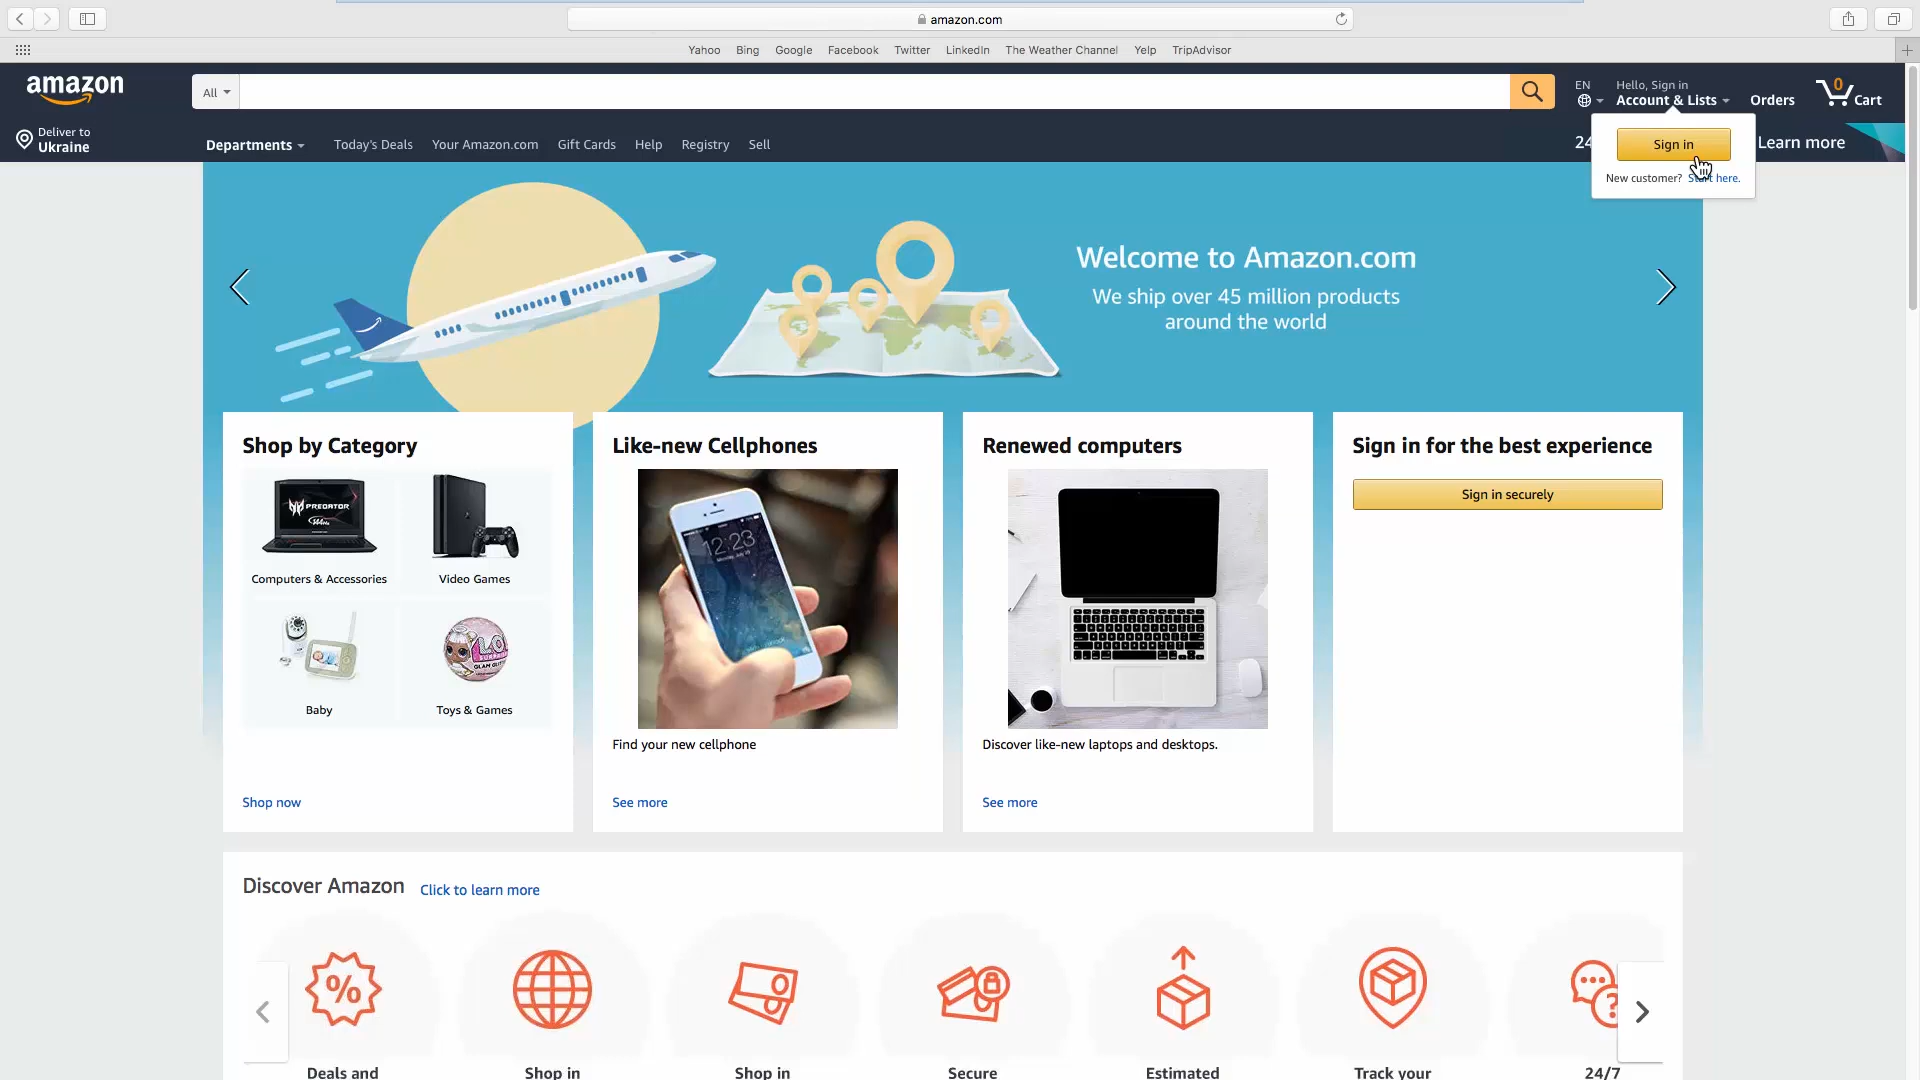 amazon.com
Yahoo Bing Google Facebook Twitter LinkedIn The Weather Channel Yelp TripAdvisor
amazon
All
EN
Hello, Sign in
Account & Lists
Orders
0
Cart
Deliver to
Ukraine
Departments
Today's Deals
Your Amazon.com
Gift Cards
Help
Registry
Sell
24
Learn more
Sign in
New customer? Start here.
Welcome to Amazon.com
We ship over 45 million products
around the world
Shop by Category
PREDATOR
Computers & Accessories
Video Games
Baby
Toys & Games
Shop now
Like-new Cellphones
12:23
Find your new cellphone
See more
Renewed computers
Discover like-new laptops and desktops.
See more
Sign in for the best experience
Sign in securely
Discover Amazon
Click to learn more
Deals and
Shop in
Shop in
Secure
Estimated
Track your
24/7